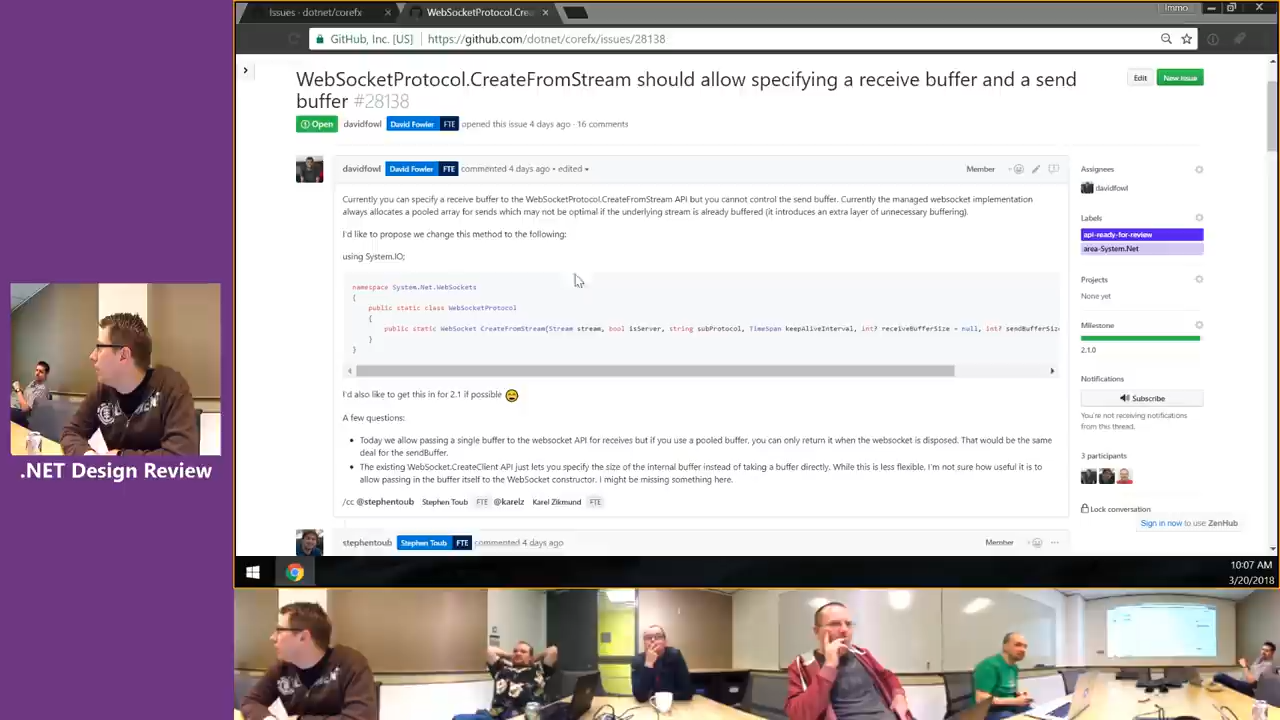 Issues - dotnet/corefx
WebSocketProtocol.Cre
Immo
GitHub, Inc. [US]
https://github.com/dotnet/corefx/issues/28138
WebSocketProtocol.CreateFromStream should allow specifying a receive buffer and a send
buffer #28138
Edit
New issue
Open davidfowl David Fowler FTE opened this issue 4 days ago · 16 comments
davidfowl David Fowler FTE commented 4 days ago • edited
Member
Currently you can specify a receive buffer to the WebSocketProtocol.CreateFromStream API but you cannot control the send buffer. Currently the managed websocket implementation
always allocates a pooled array for sends which may not be optimal if the underlying stream is already buffered (it introduces an extra layer of unnecessary buffering).
I'd like to propose we change this method to the following:
using System.IO;
namespace System.Net.WebSockets
{
public static class WebSocketProtocol
{
public static WebSocket CreateFromStream(Stream stream, bool isServer, string subProtocol, TimeSpan keepAliveInterval, int? receiveBufferSize = null, int? sendBufferSiz
}
}
I'd also like to get this in for 2.1 if possible
A few questions:
• Today we allow passing a single buffer to the websocket API for receives but if you use a pooled buffer, you can only return it when the websocket is disposed. That would be the same
deal for the sendBuffer.
• The existing WebSocket.CreateClient API just lets you specify the size of the internal buffer instead of taking a buffer directly. While this is less flexible, I'm not sure how useful it is to
allow passing in the buffer itself to the WebSocket constructor. I might be missing something here.
/cc @stephentoub Stephen Toub FTE @karelz Karel Zikmund FTE
stephentoub Stephen Toub FTE commented 4 days ago
Member
Assignees
davidfowl
Labels
api-ready-for-review
area-System.Net
Projects
None yet
Milestone
2.1.0
Notifications
Subscribe
You're not receiving notifications
from this thread.
3 participants
Lock conversation
Sign in now to use ZenHub
10:07 AM
3/20/2018
.NET Design Review